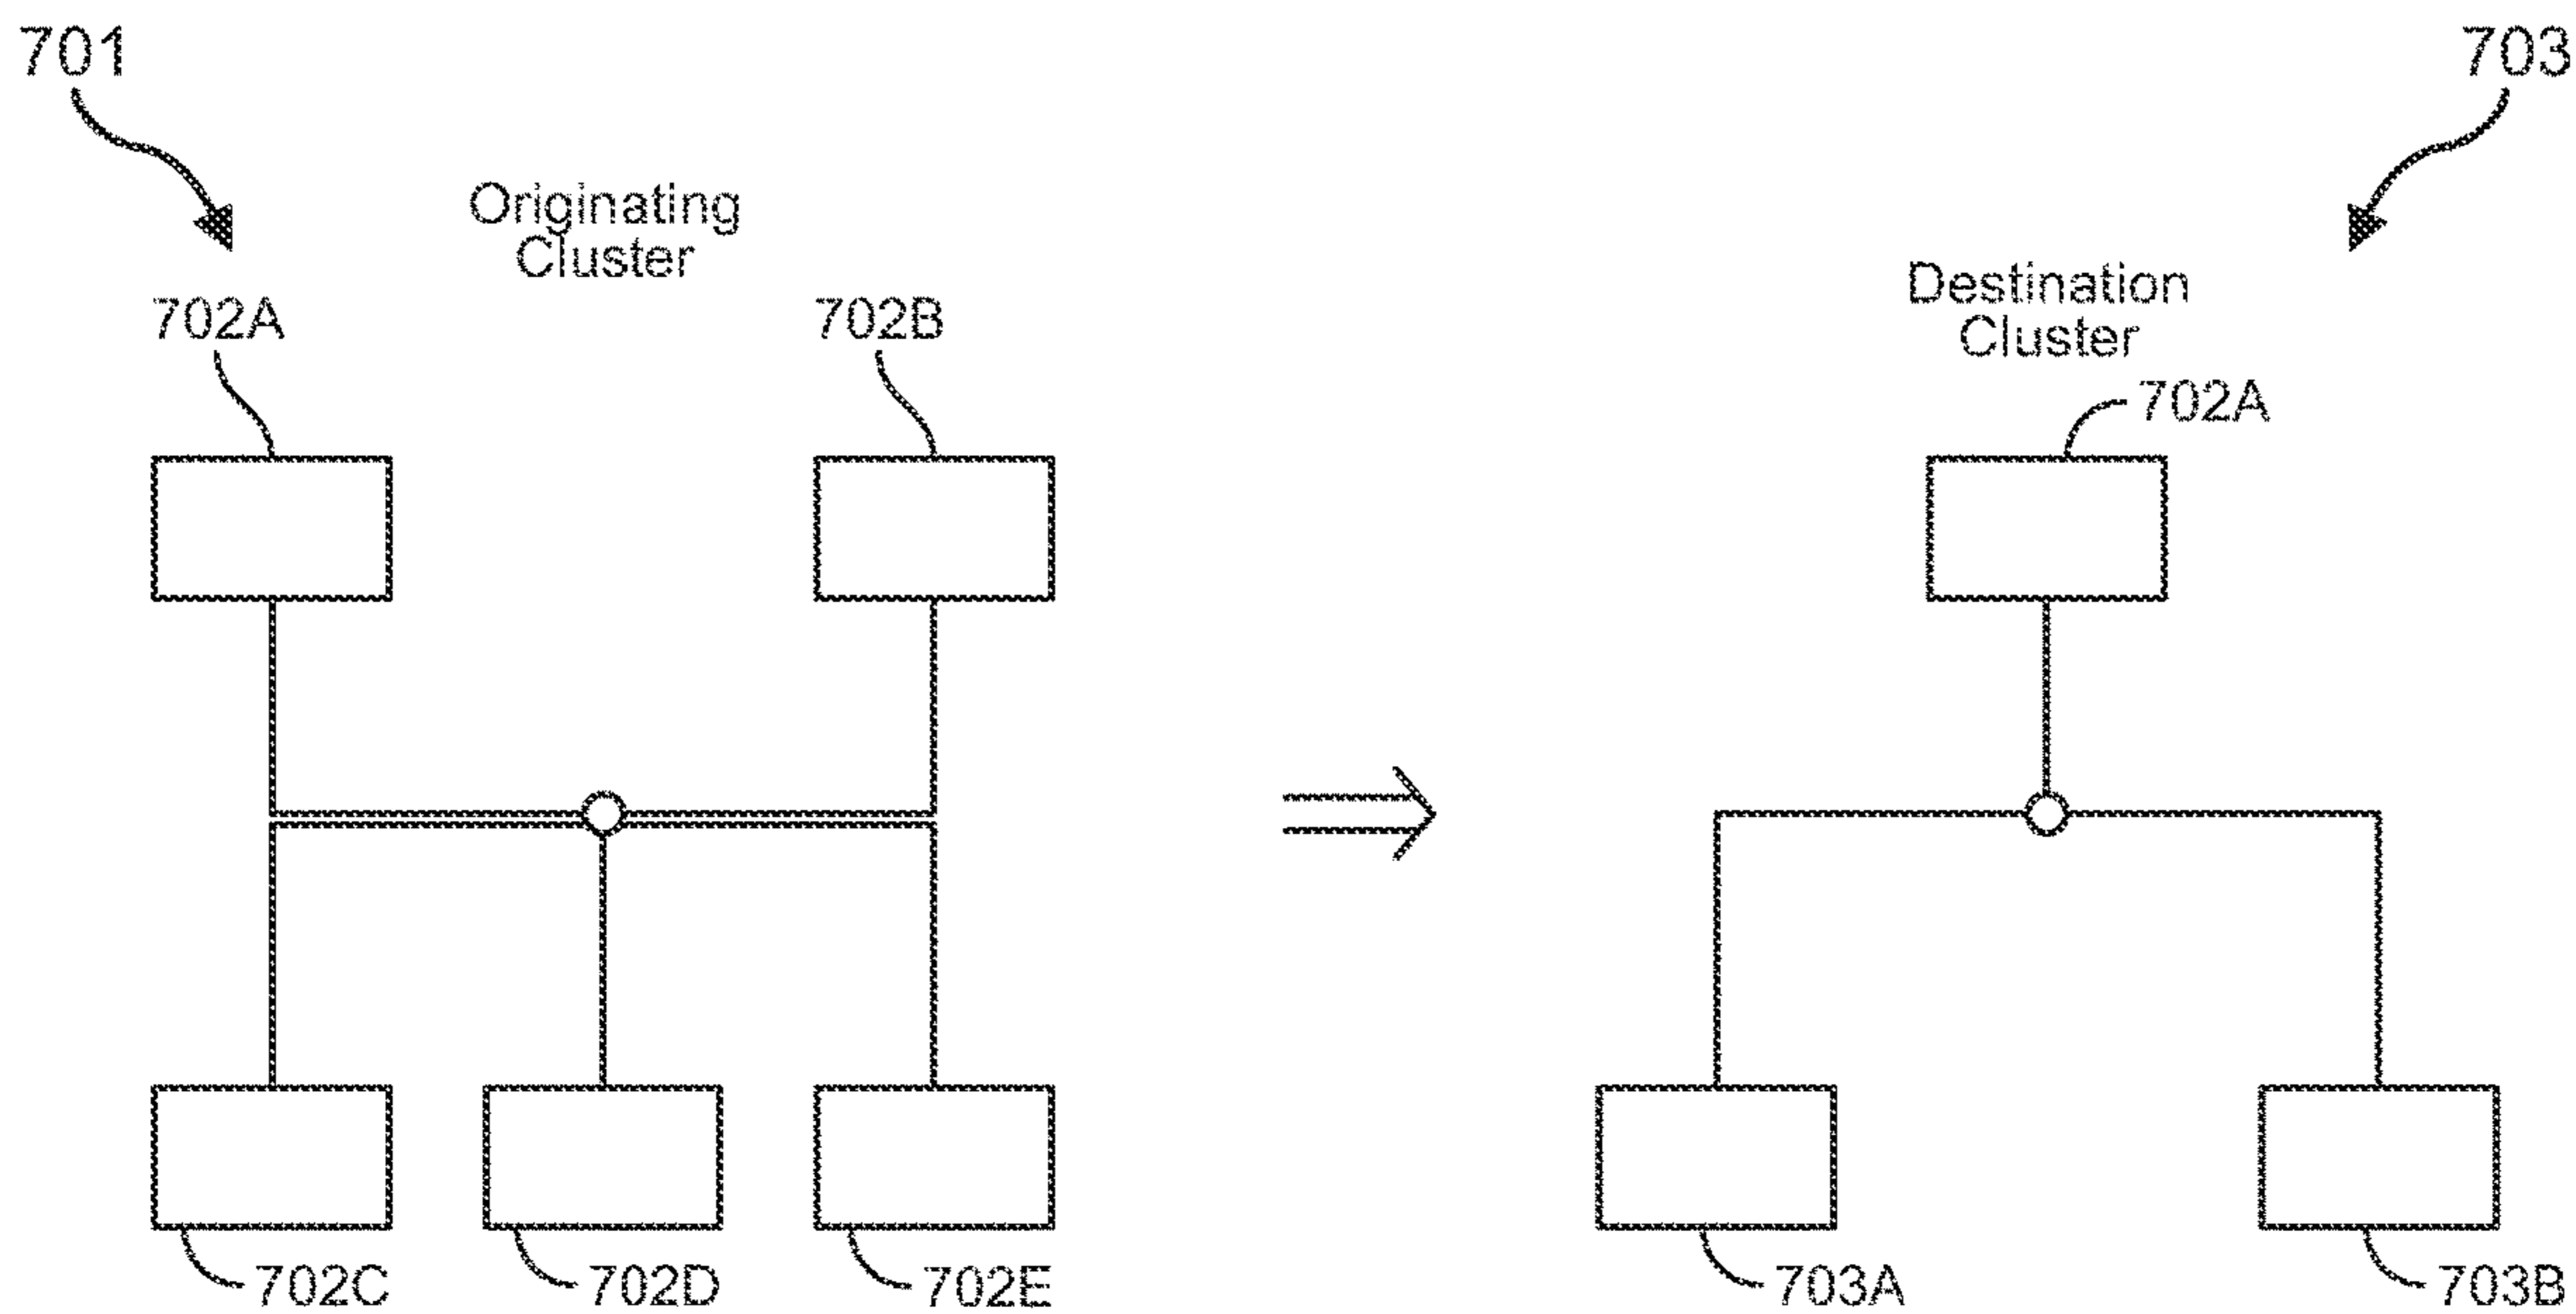 701
703
Originating
Cluster
Destination
Cluster
702A
702B
702A
702C
702D
702E
703A
703B